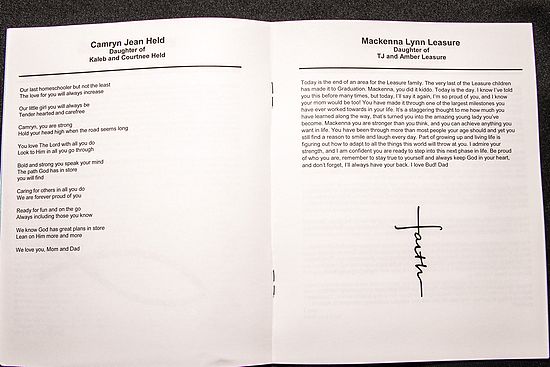 Camryn Jean Held
Daughter of
Kaleb and Courtnee Held
Our last homeschooler but not the least
The love for you will always increase
Our little girl you will always be
Tender hearted and carefree
Camryn, you are strong
Hold your head high when the road seems long
You love The Lord with all you do
Look to Him in all you go through
Bold and strong you speak your mind
The path God has in store
you will find
Caring for others in all you do
We are forever proud of you
Ready for fun and on the go
Always including those you know
We know God has great plans in store
Lean on Him more and more
We love you, Mom and Dad
Mackenna Lynn Leasure
Daughter of
TJ and Amber Leasure
Today is the end of an area for the Leasure family. The very last of the Leasure children
has made it to Graduation. Mackenna, you did it kiddo. Today is the day. I know I've told
you this before many times, but today, I'll say it again, I'm so proud of you, and I know
your mom would be too! You have made it through one of the largest milestones you
have ever worked towards in your life. It's a staggering thought to me how much you
have learned along the way, that's turned you into the amazing young lady you've
become. Mackenna you are stronger than you think, and you can achieve anything you
want in life. You have been through more than most people your age should and yet you
still find a reason to smile and laugh every day. Part of growing up and living life is
figuring out how to adapt to all the things this world will throw at you. I admire your
strength, and I am confident you are ready to step into this next phase in life. Be proud
of who you are, remember to stay true to yourself and always keep God in your heart,
and don't forget, I'll always have your back. I love Bud! Dad
faith